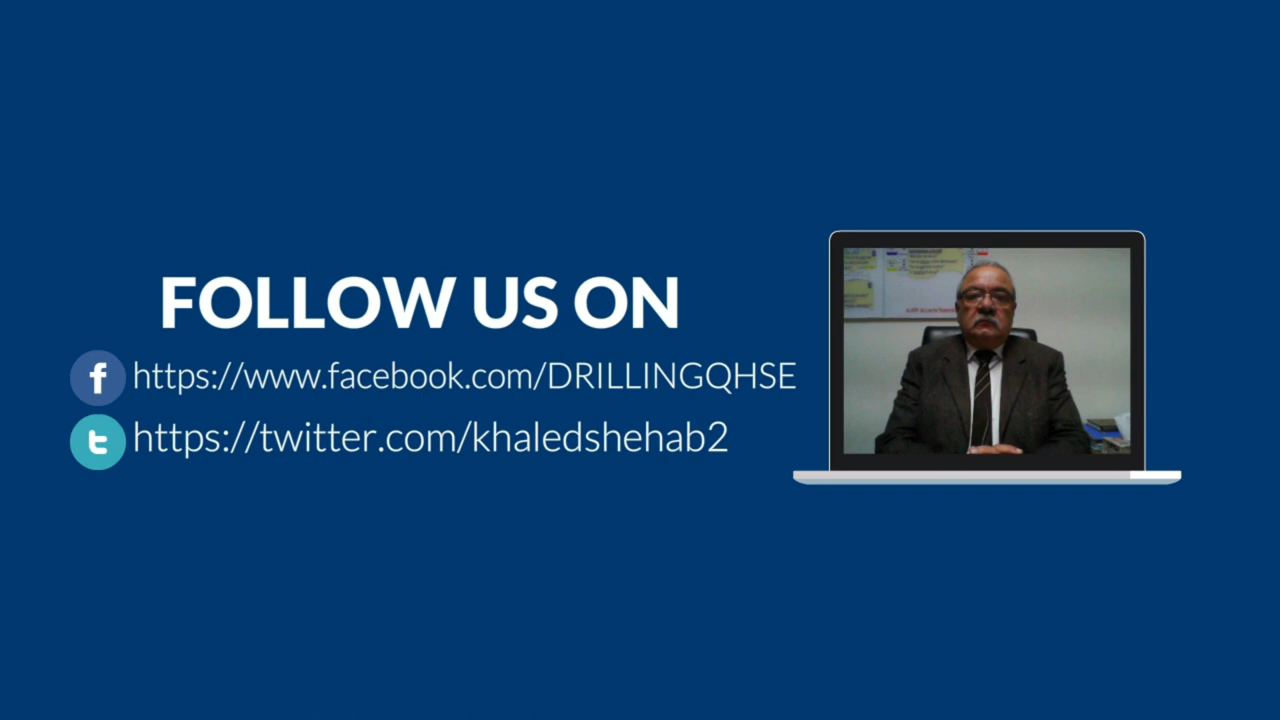 FOLLOW US ON
f https://www.facebook.com/DRILLINGQHSE
t https://twitter.com/khaledshehab2